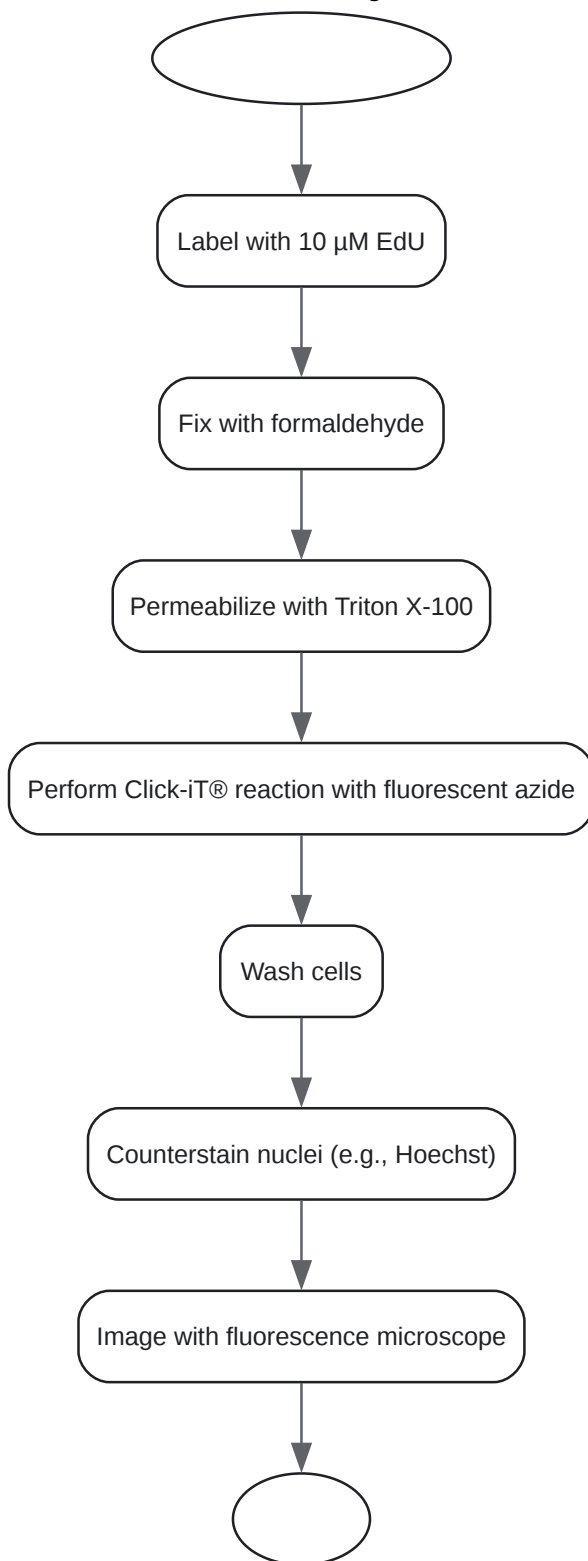 Label with 10 µM EdU
Fix with formaldehyde
Permeabilize with Triton X-100
Perform Click-iT® reaction with fluorescent azide
Wash cells
Counterstain nuclei (e.g., Hoechst)
Image with fluorescence microscope